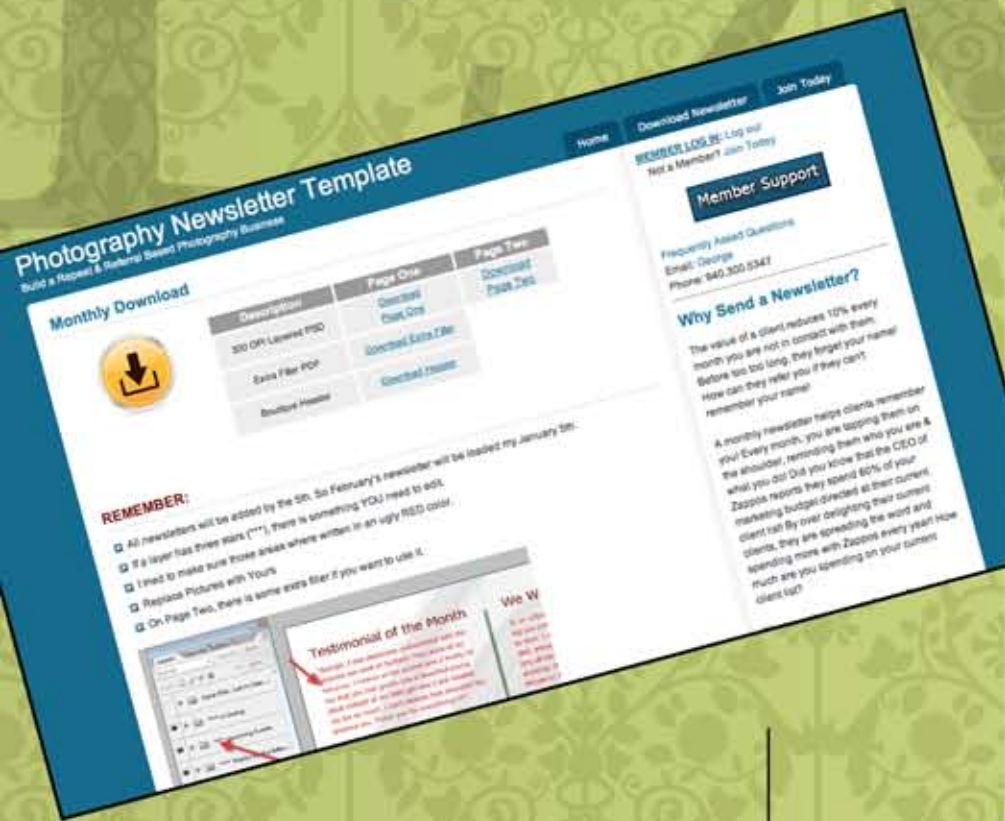 Home
Download Newsletter
Join Today
Photography Newsletter Template
Build a Repeat & Referral Based Photography Business
Monthly Download
Description
Page One
Page Two
300 DPI Layered PSD
Download
Page One
Download
Page Two
Extra Filler PDF
Download Extra Filler
Boutique Header
Download Header
REMEMBER:
All newsletters will be added by the 5th. So February's newsletter will be loaded my January 5th.
If a layer has three stars (***), there is something YOU need to edit.
I tried to make sure those areas where written in an ugly RED color.
Replace Pictures with Yours
On Page Two, there is some extra filler if you want to use it.
Testimonial of the Month
We W
MEMBER LOG IN: Log out
Not a Member? Join Today
Member Support
Frequently Asked Questions
Email: George
Phone: 940.300.5347
Why Send a Newsletter?
The value of a client reduces 10% every
month you are not in contact with them.
Before too too long, they forget your name!
How can they refer you if they can't
remember your name!
A monthly newsletter helps clients remember
you! Every month, you are tapping them on
the shoulder, reminding them who you are &
what you do! Did you know that the CEO of
Zappos reports they spend 60% of your
marketing budget directed at their current
client list! By over delighting their current
clients, they are spreading the word and
spending more with Zappos every year! How
much are you spending on your current
client list?